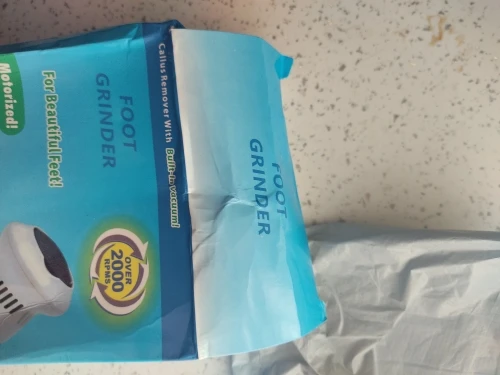 FOOT
GRINDER
Callus Remover With Built-in vacuum!
FOOT
GRINDER
For Beautiful Feet!
Motorized!
OVER
2000
RPMS